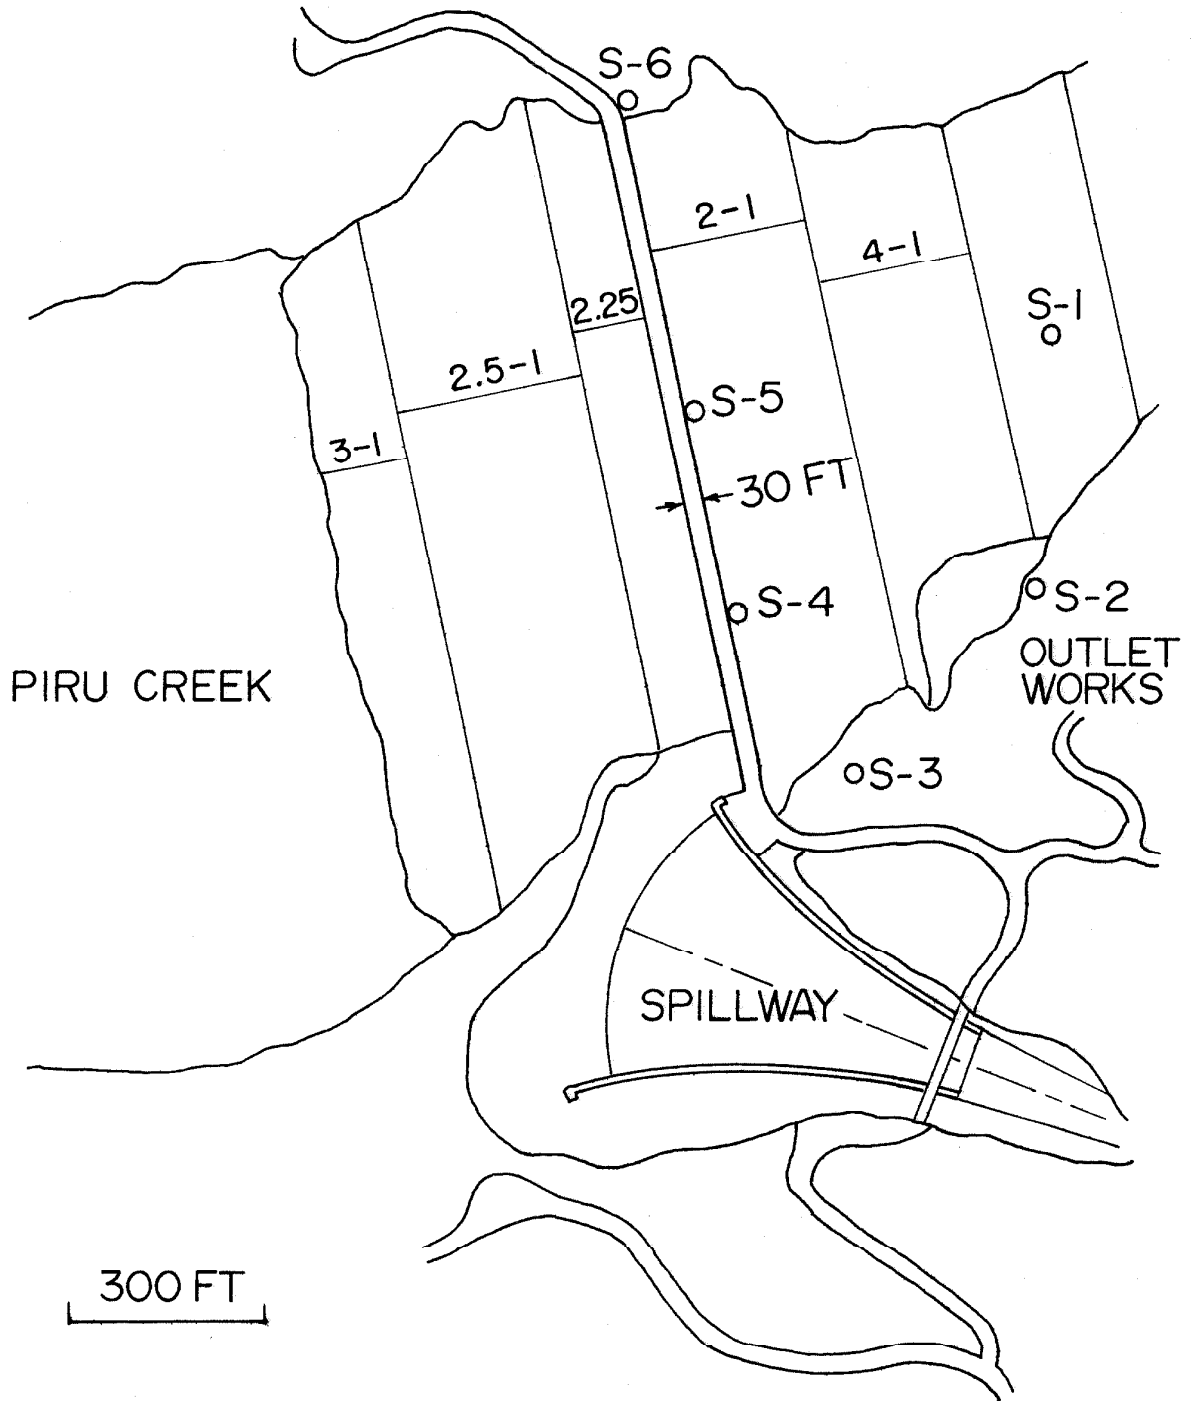 S-6
2-1
4-1
S-1
2.25
2.5-1
S-5
3-1
30 FT
S-2
S-4
OUTLET
WORKS
PIRU CREEK
S-3
SPILLWAY
300 FT